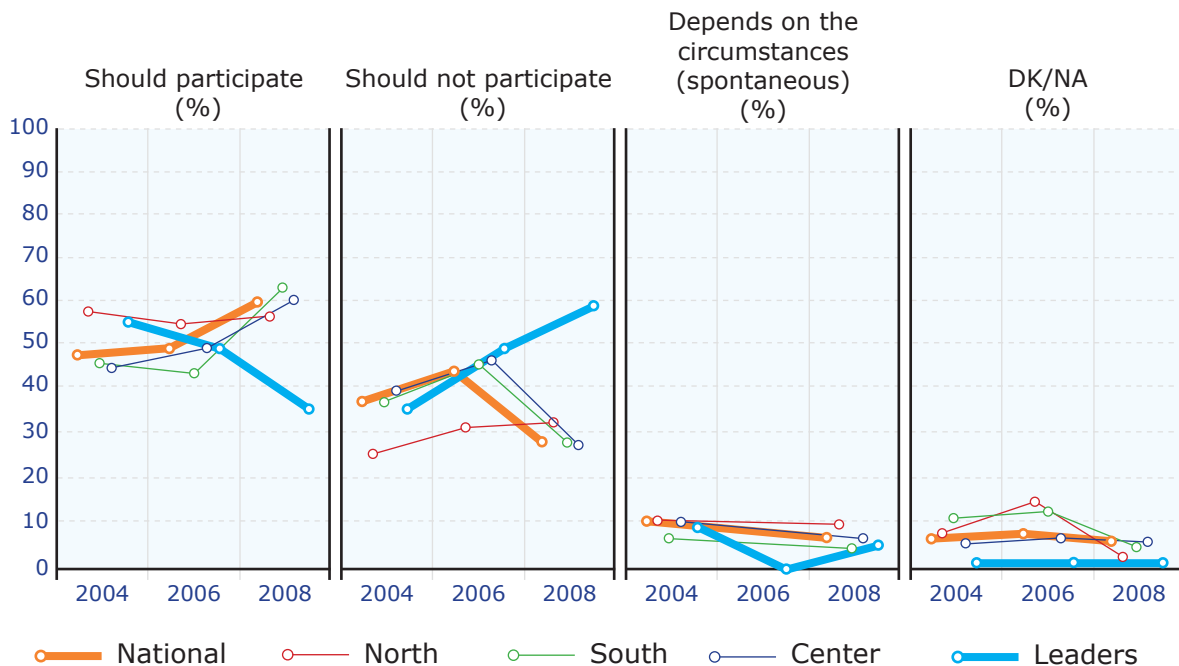 Should participate
(%)
Should not participate
(%)
Depends on the
circumstances
(spontaneous)
(%)
DK/NA
(%)
100
90
80
70
60
50
40
30
20
10
0
2004 2006 2008
2004 2006 2008
2004 2006 2008
2004 2006 2008
National North South Center Leaders